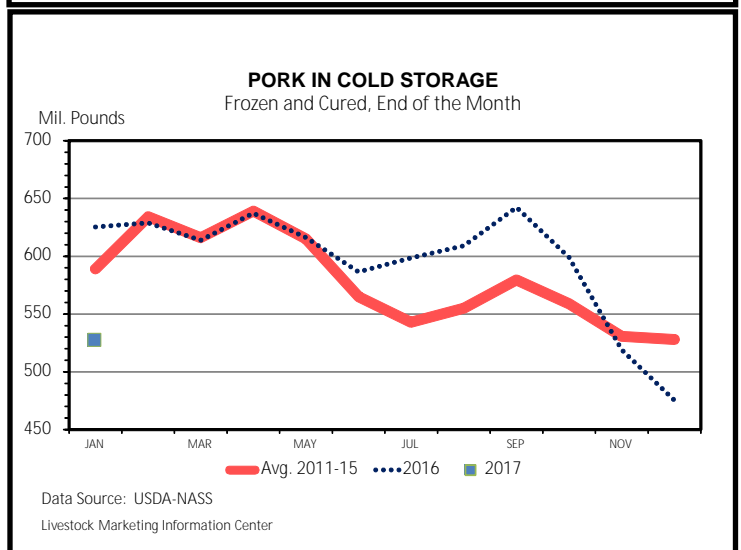 PORK IN COLD STORAGE
Frozen and Cured, End of the Month
Mil. Pounds
700
650
600
550
500
450
JAN MAR MAY JUL SEP NOV
Avg. 2011-15 2016 2017
Data Source: USDA-NASS
Livestock Marketing Information Center